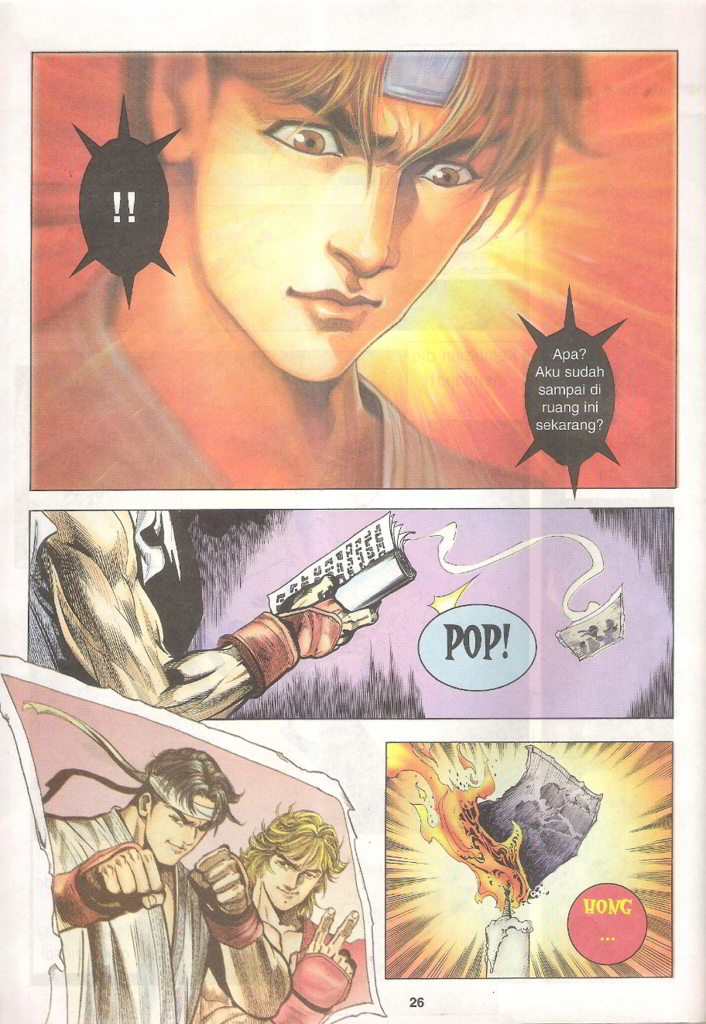 !!
Apa?
Aku sudah
sampai di
ruang ini
sekarang?
POP!
HONG
...
26